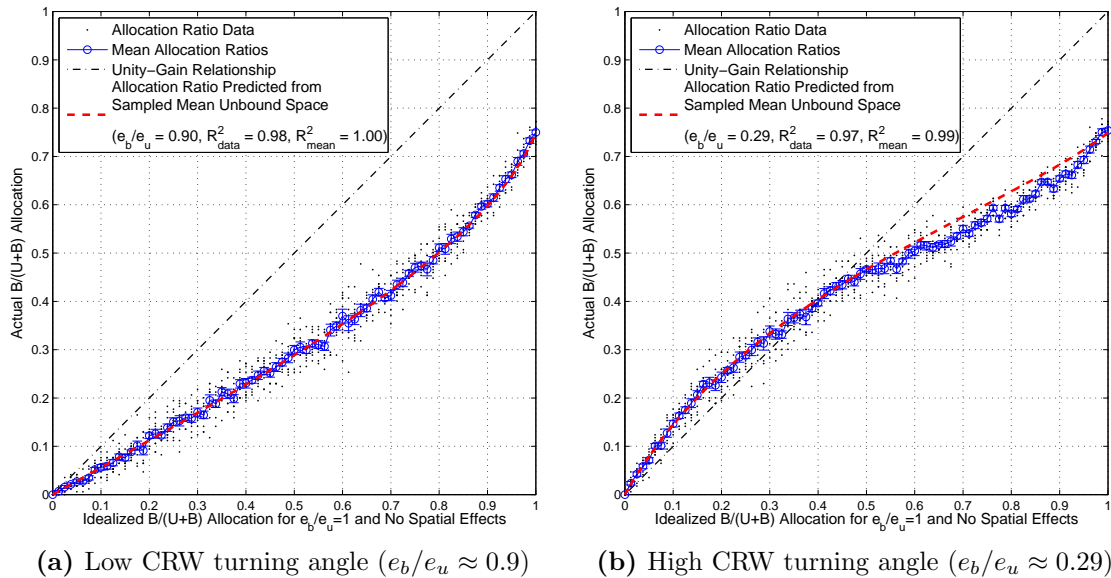 Allocation Ratio Data
Mean Allocation Ratios
Unity−Gain Relationship
Allocation Ratio Predicted from
Sampled Mean Unbound Space
(e_b/e_u = 0.90, R²_data = 0.98, R²_mean = 1.00)
1
0.9
0.8
0.7
0.6
0.5
0.4
0.3
0.2
0.1
0
Actual B/(U+B) Allocation
0 0.1 0.2 0.3 0.4 0.5 0.6 0.7 0.8 0.9 1
Idealized B/(U+B) Allocation for e_b/e_u=1 and No Spatial Effects
(a) Low CRW turning angle (e_b/e_u ≈ 0.9)
Allocation Ratio Data
Mean Allocation Ratios
Unity−Gain Relationship
Allocation Ratio Predicted from
Sampled Mean Unbound Space
(e_b/e_u = 0.29, R²_data = 0.97, R²_mean = 0.99)
1
0.9
0.8
0.7
0.6
0.5
0.4
0.3
0.2
0.1
0
Actual B/(U+B) Allocation
0 0.1 0.2 0.3 0.4 0.5 0.6 0.7 0.8 0.9 1
Idealized B/(U+B) Allocation for e_b/e_u=1 and No Spatial Effects
(b) High CRW turning angle (e_b/e_u ≈ 0.29)